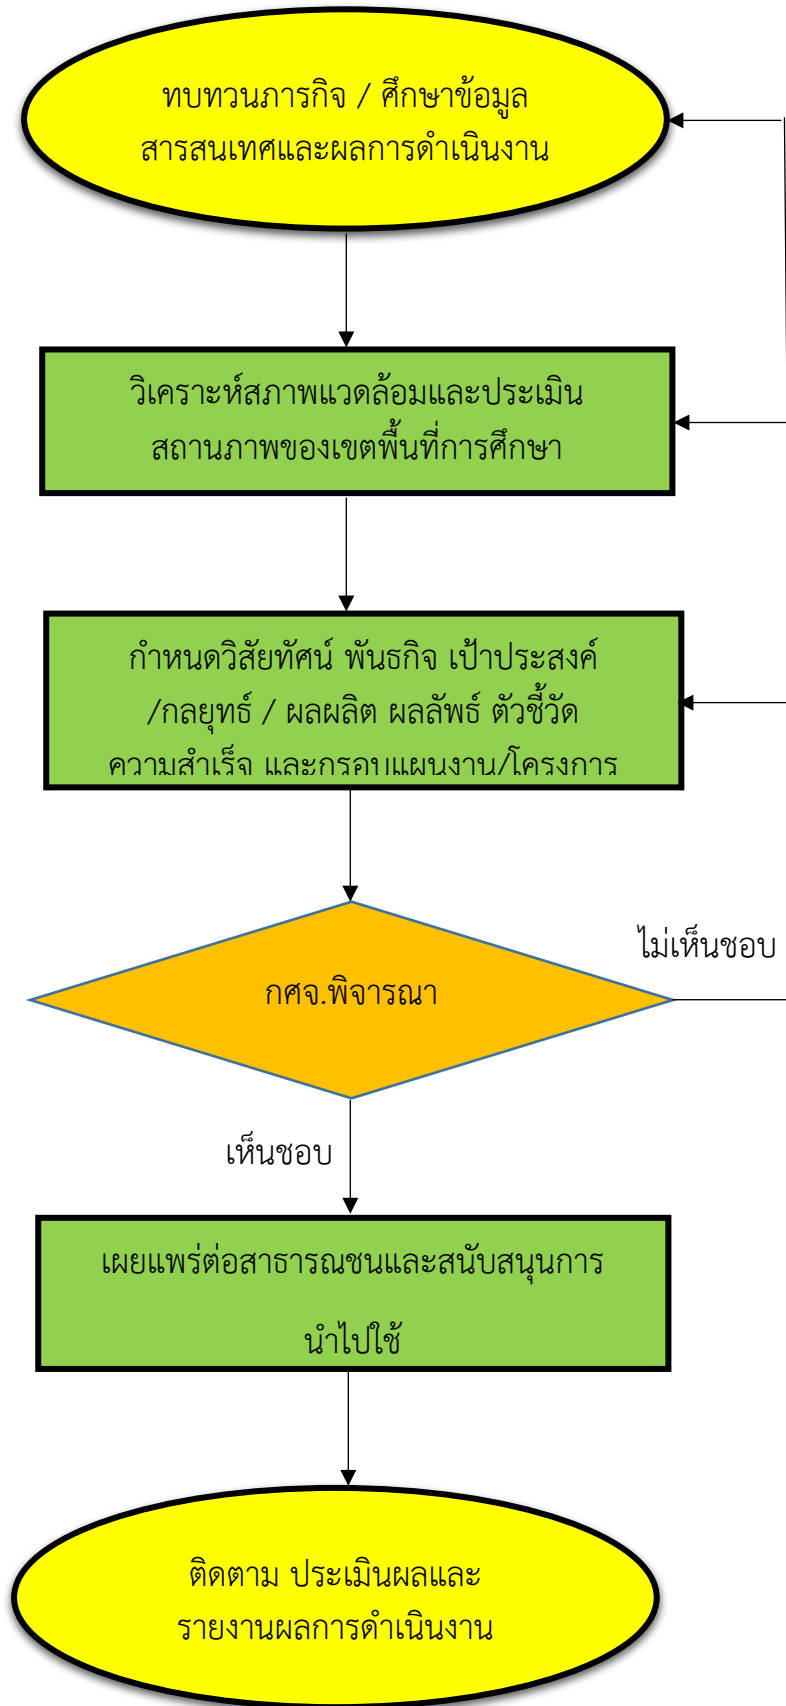 ทบทวนภารกิจ / ศึกษาข้อมูล
สารสนเทศและผลการดำเนินงาน
วิเคราะห์สภาพแวดล้อมและประเมิน
สถานภาพของเขตพื้นที่การศึกษา
กำหนดวิสัยทัศน์ พันธกิจ เป้าประสงค์
/กลยุทธ์ / ผลผลิต ผลลัพธ์ ตัวชี้วัด
ความสำเร็จ และกรอบแผนงาน/โครงการ
ไม่เห็นชอบ
กศจ.พิจารณา
เห็นชอบ
เผยแพร่ต่อสาธารณชนและสนับสนุนการ
นำไปใช้
ติดตาม ประเมินผลและ
รายงานผลการดำเนินงาน